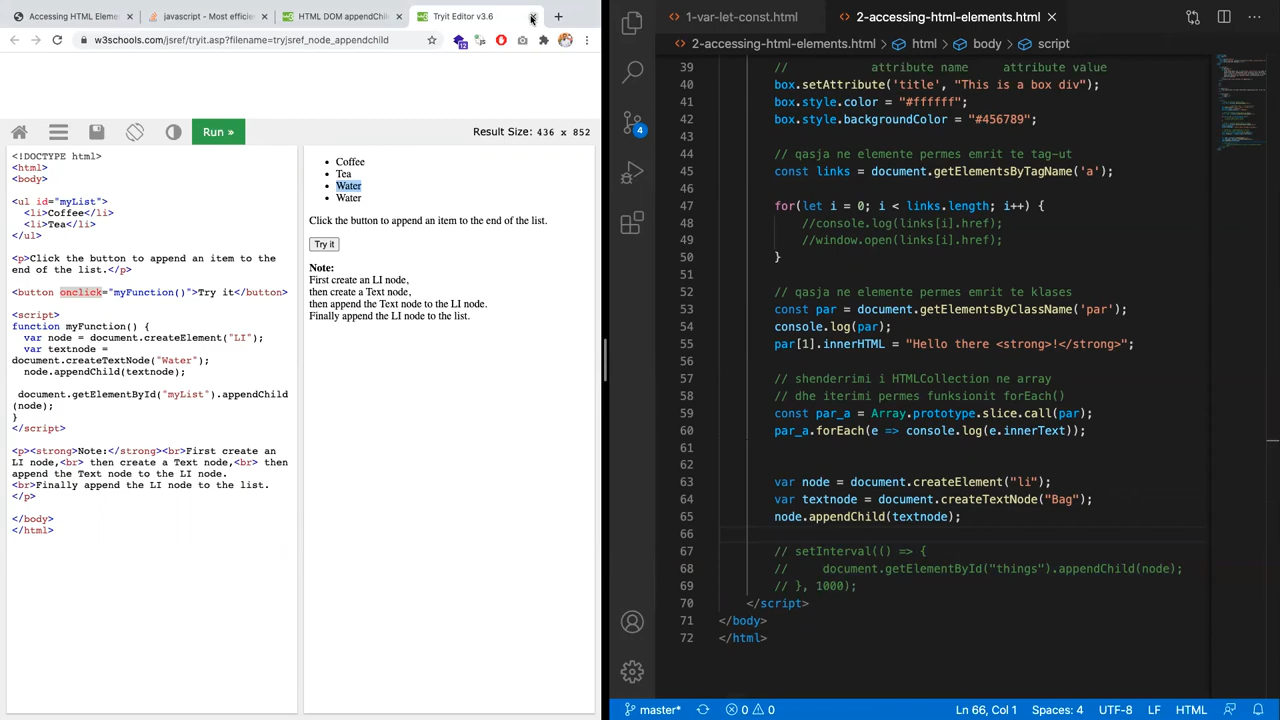 Accessing HTML Eleme
javascript - Most efficie
HTML DOM appendChil
Tryit Editor v3.6
w3schools.com/jsref/tryit.asp?filename=tryjsref_node_appendchild
12
Run »
Result Size: 436 x 852
<!DOCTYPE html>
<html>
<body>
<ul id="myList">
<li>Coffee</li>
<li>Tea</li>
</ul>
<p>Click the button to append an item to the
end of the list.</p>
<button onclick="myFunction()">Try it</button>
<script>
function myFunction() {
var node = document.createElement("LI");
var textnode =
document.createTextNode("Water");
node.appendChild(textnode);
document.getElementById("myList").appendChild
(node);
}
</script>
<p><strong>Note:</strong><br>First create an
LI node,<br> then create a Text node,<br> then
append the Text node to the LI node.
<br>Finally append the LI node to the list.
</p>
</body>
</html>
Coffee
Tea
Water
Water
Click the button to append an item to the end of the list.
Try it
Note:
First create an LI node,
then create a Text node,
then append the Text node to the LI node.
Finally append the LI node to the list.
1-var-let-const.html
2-accessing-html-elements.html
2-accessing-html-elements.html > html > body > script
4
39 // attribute name attribute value
40 box.setAttribute('title', "This is a box div");
41 box.style.color = "#ffffff";
42 box.style.backgroundColor = "#456789";
43
44 // qasja ne elemente permes emrit te tag-ut
45 const links = document.getElementsByTagName('a');
46
47 for(let i = 0; i < links.length; i++) {
48 //console.log(links[i].href);
49 //window.open(links[i].href);
50 }
51
52 // qasja ne elemente permes emrit te klases
53 const par = document.getElementsByClassName('par');
54 console.log(par);
55 par[1].innerHTML = "Hello there <strong>!</strong>";
56
57 // shenderrimi i HTMLCollection ne array
58 // dhe iterimi permes funksionit forEach()
59 const par_a = Array.prototype.slice.call(par);
60 par_a.forEach(e => console.log(e.innerText));
61
62
63 var node = document.createElement("li");
64 var textnode = document.createTextNode("Bag");
65 node.appendChild(textnode);
66
67 // setInterval(() => {
68 // document.getElementById("things").appendChild(node);
69 // }, 1000);
70 </script>
71 </body>
72 </html>
master*
0
0
Ln 66, Col 1
Spaces: 4
UTF-8
LF
HTML